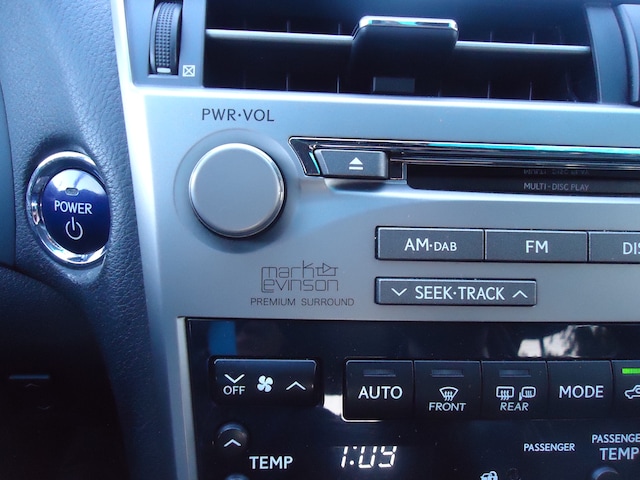 PWR·VOL
POWER
MULTI-DISC PLAY
AM·DAB
FM
DIS
mark levinson
PREMIUM SURROUND
SEEK·TRACK
OFF
AUTO
FRONT
REAR
MODE
TEMP
1:09
PASSENGER
PASSENGER
TEMP